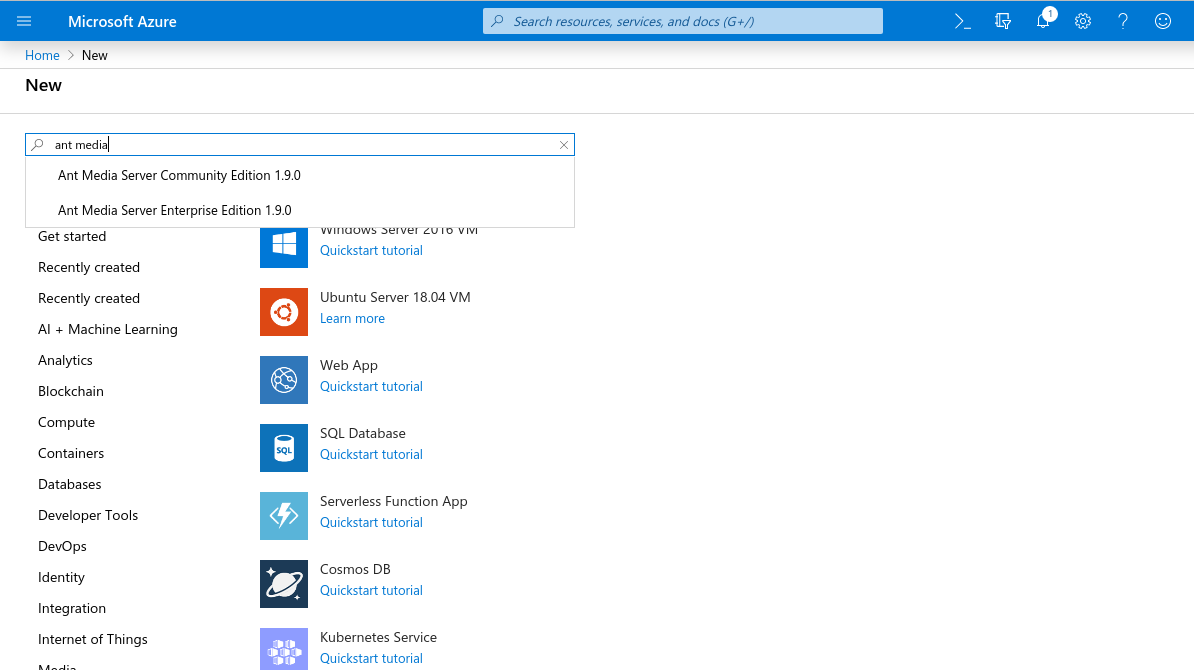 Microsoft Azure
Search resources, services, and docs (G+/)
1
Home > New
New
ant media
Ant Media Server Community Edition 1.9.0
Ant Media Server Enterprise Edition 1.9.0
Get started
Recently created
Recently created
AI + Machine Learning
Analytics
Blockchain
Compute
Containers
Databases
Developer Tools
DevOps
Identity
Integration
Internet of Things
Media
Windows Server 2016 VM
Quickstart tutorial
Ubuntu Server 18.04 VM
Learn more
Web App
Quickstart tutorial
SQL
SQL Database
Quickstart tutorial
Serverless Function App
Quickstart tutorial
Cosmos DB
Quickstart tutorial
Kubernetes Service
Quickstart tutorial